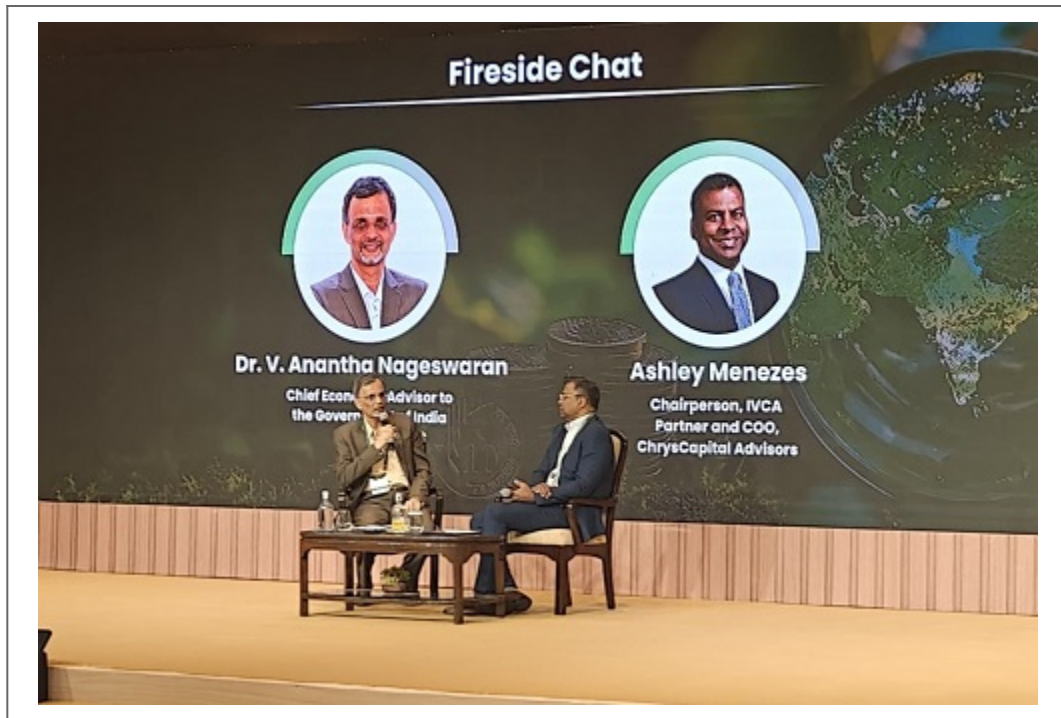 Fireside Chat
Dr. V. Anantha Nageswaran
Chief Advisor to
the of India
Ashley Menezes
Chairperson, IVCA
Partner and COO,
ChrysCapital Advisors